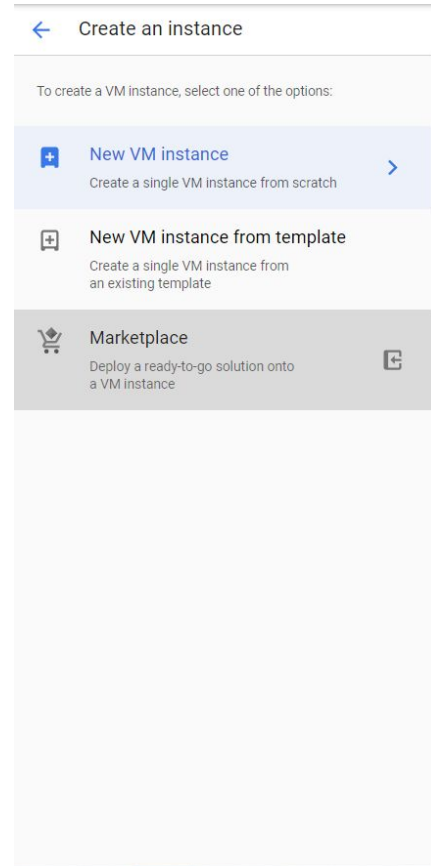 Create an instance
To create a VM instance, select one of the options:
New VM instance
Create a single VM instance from scratch
New VM instance from template
Create a single VM instance from
an existing template
Marketplace
Deploy a ready-to-go solution onto
a VM instance